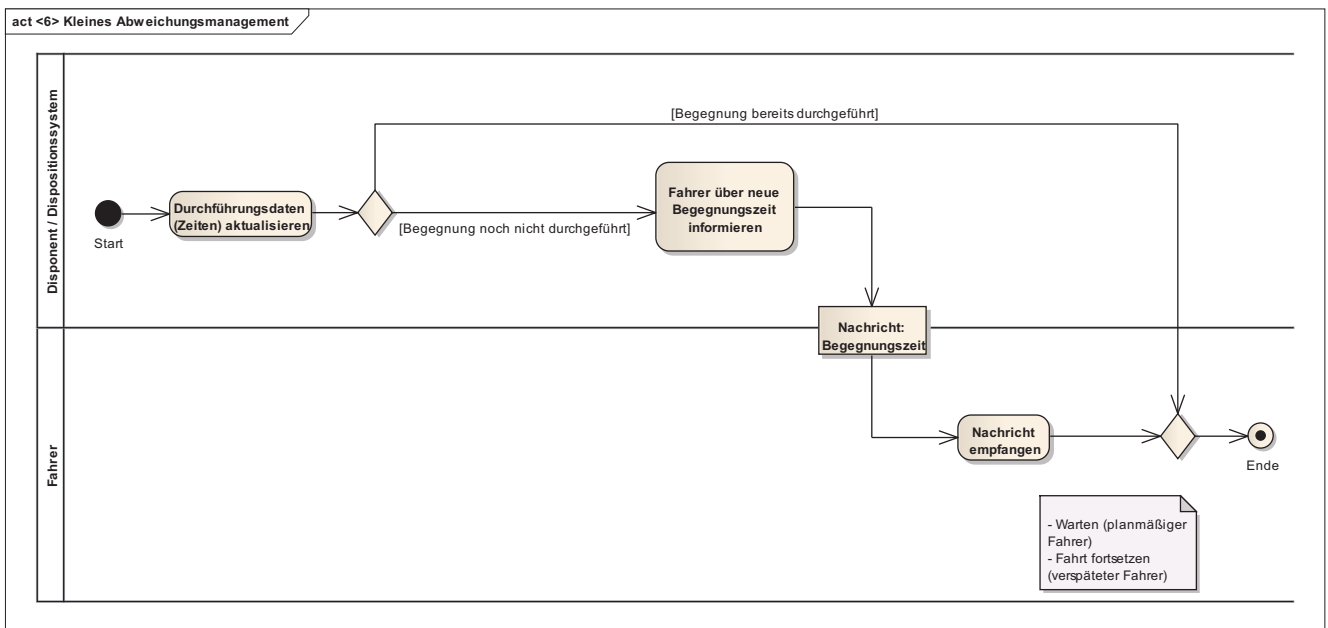 act <6> Kleines Abweichungsmanagement
Disponent / Dispositionssystem
[Begegnung bereits durchgeführt]
Start
Durchführungsdaten
(Zeiten) aktualisieren
[Begegnung noch nicht durchgeführt]
Fahrer über neue
Begegnungszeit
informieren
Nachricht:
Begegnungszeit
Fahrer
Nachricht
empfangen
Ende
- Warten (planmäßiger
Fahrer)
- Fahrt fortsetzen
(verspäteter Fahrer)